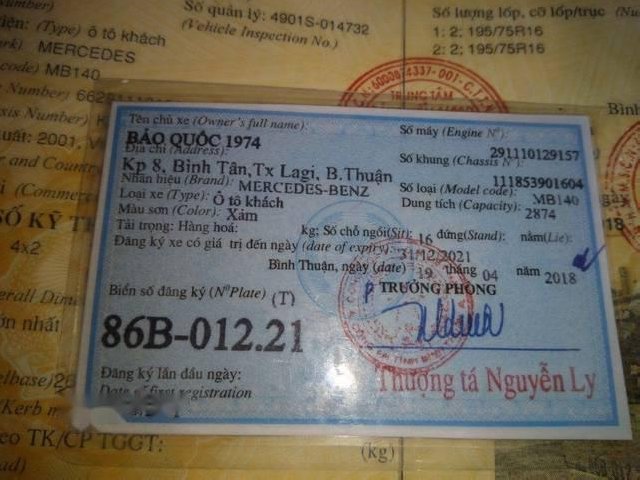 Số quản lý: 4901S-014732
(Vehicle Inspection No.)
Số lượng lốp, cỡ lốp/trục
1: 2; 195/75R16
2: 2; 195/75R16
(Type) ô tô khách
MERCEDES
MB140
TRUNG TÂM
2001,
Tên chủ xe (Owner's full name):
BẢO QUỐC 1974
Địa chỉ (Address):
Kp 8, Bình Tân,Tx Lagi, B.Thuận
Nhãn hiệu (Brand): MERCEDES-BENZ
Loại xe (Type): Ô tô khách
Màu sơn (Color): Xám
Tải trọng: Hàng hoá: kg; Số chỗ ngồi(Sit): 16 đứng(Stand): nằm(Lie):
Số máy (Engine N°): 291110129157
Số khung (Chassis N°): 111853901604
Số loại (Model code): MB140
Dung tích (Capacity): 2874
Đăng ký xe có giá trị đến ngày (date of expiry): 31/12/2021
Bình Thuận, ngày (date) 19 tháng 04 năm 2018
P TRƯỞNG PHÒNG
Biển số đăng ký (N°Plate) (T)
86B-012.21
Thượng tá Nguyễn Ly
Đăng ký lần đầu ngày:
Date of first registration
SỐ KỸ
4x2
TK/CP TGGT:
(kg)